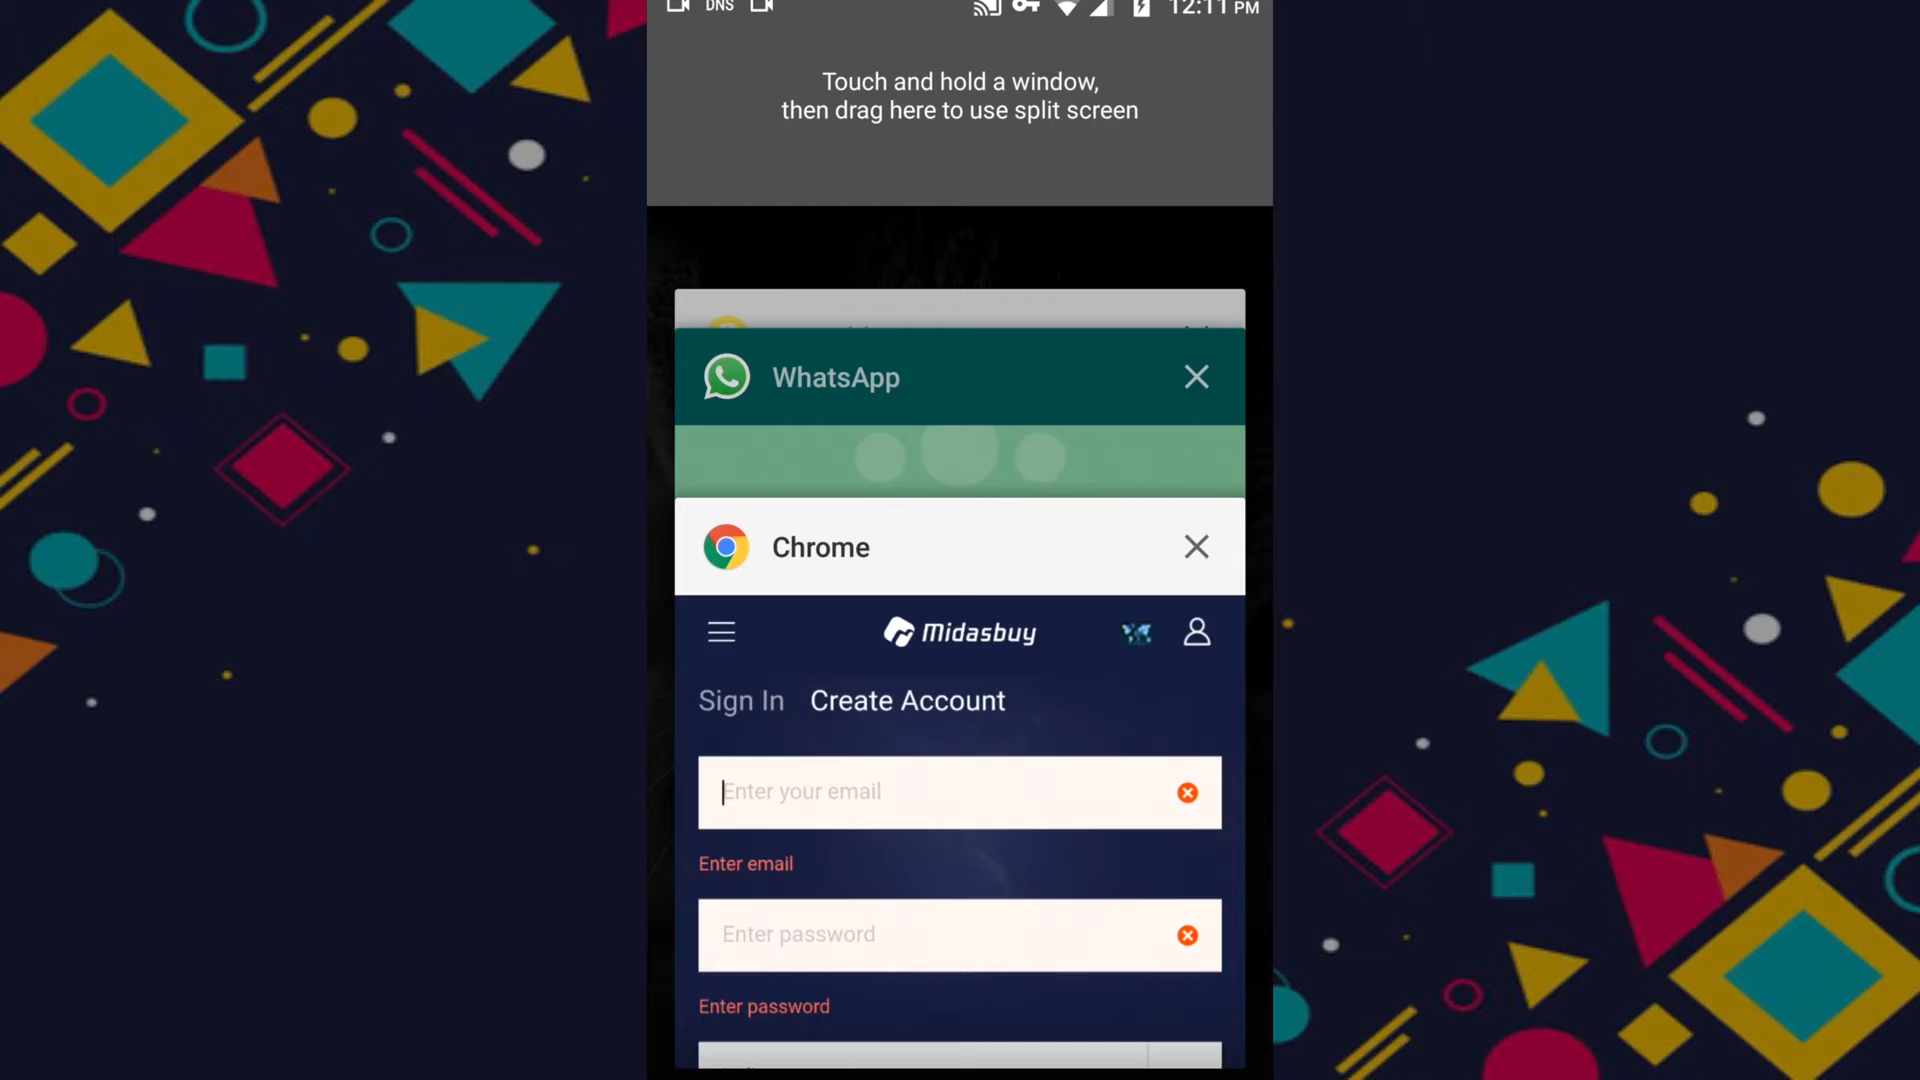 DNS
12:11 PM
Touch and hold a window,
then drag here to use split screen
WhatsApp
Chrome
Midasbuy
Sign In Create Account
Enter your email
Enter email
Enter password
Enter password